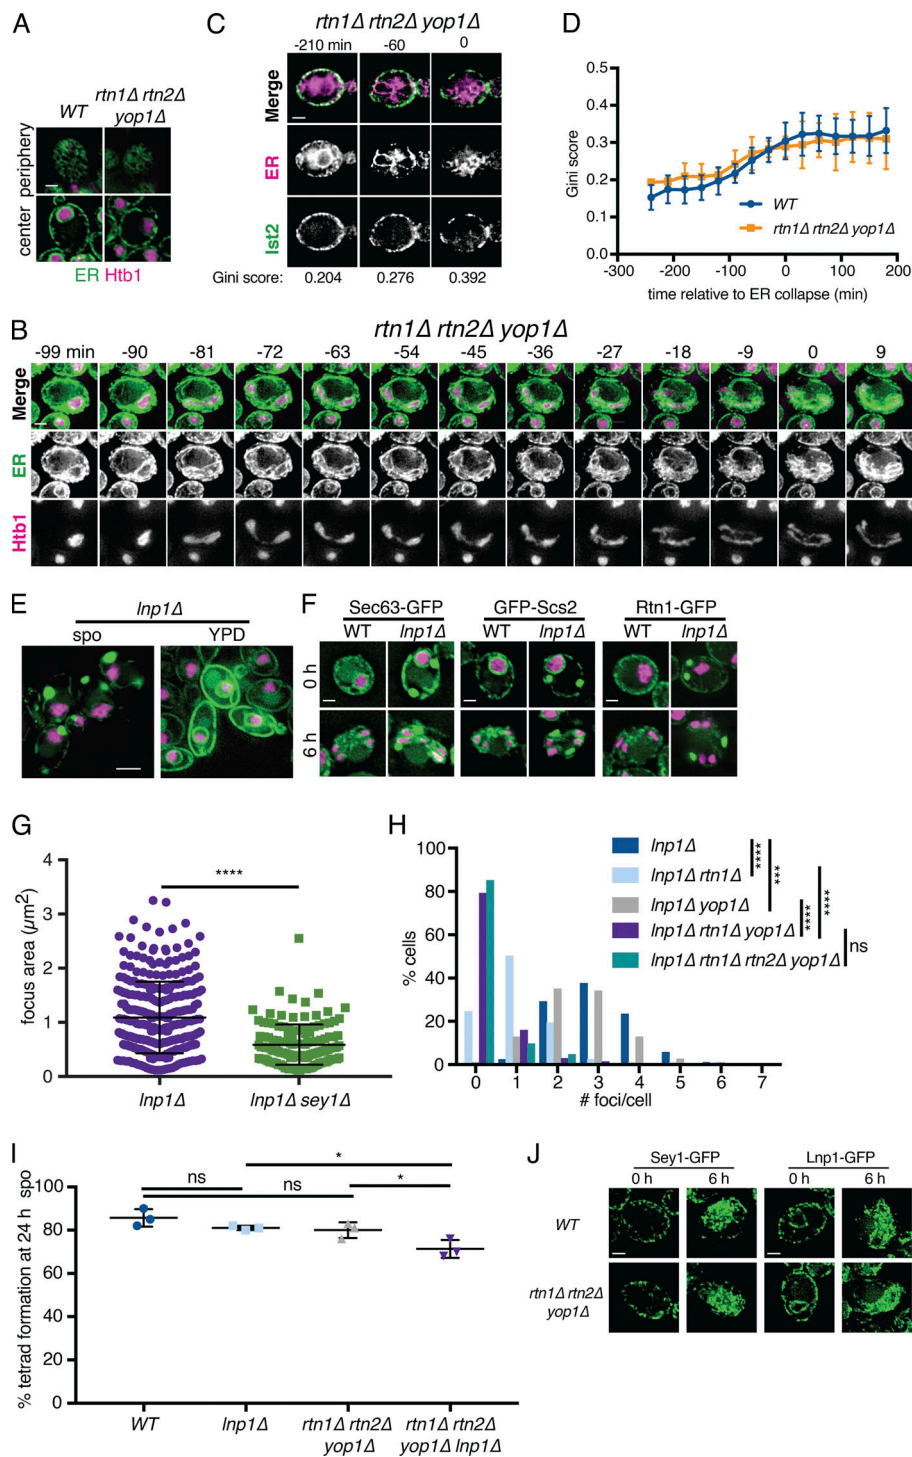 A
WT
rtn1Δ rtn2Δ
yop1Δ
periphery
center
ER Htb1
C
rtn1Δ rtn2Δ yop1Δ
-210 min
-60
0
Merge
ER
Ist2
Gini score:
0.204
0.276
0.392
D
Gini score
0.5
0.4
0.3
0.2
0.1
0.0
-300
-200
-100
0
100
200
time relative to ER collapse (min)
WT
rtn1Δ rtn2Δ yop1Δ
B
rtn1Δ rtn2Δ yop1Δ
-99 min
-90
-81
-72
-63
-54
-45
-36
-27
-18
-9
0
9
Merge
ER
Htb1
E
lnp1Δ
spo
YPD
F
Sec63-GFP
GFP-Scs2
Rtn1-GFP
WT
lnp1Δ
WT
lnp1Δ
WT
lnp1Δ
0 h
6 h
G
focus area (μm2)
4
3
2
1
0
****
lnp1Δ
lnp1Δ sey1Δ
H
% cells
100
80
60
40
20
0
0
1
2
3
4
5
6
7
# foci/cell
lnp1Δ
lnp1Δ rtn1Δ
lnp1Δ yop1Δ
lnp1Δ rtn1Δ yop1Δ
lnp1Δ rtn1Δ rtn2Δ yop1Δ
****
***
****
****
ns
I
% tetrad formation at 24 h spo
100
80
60
40
20
0
ns
ns
*
*
WT
lnp1Δ
rtn1Δ rtn2Δ
yop1Δ
rtn1Δ rtn2Δ
yop1Δ lnp1Δ
J
Sey1-GFP
Lnp1-GFP
0 h
6 h
0 h
6 h
WT
rtn1Δ rtn2Δ
yop1Δ